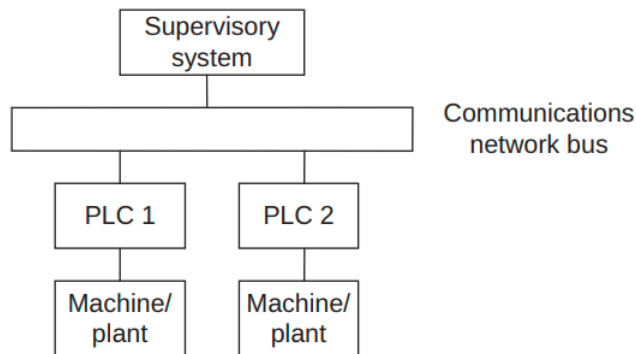 Supervisory
system
Communications
network bus
PLC 1
PLC 2
Machine/
plant
Machine/
plant